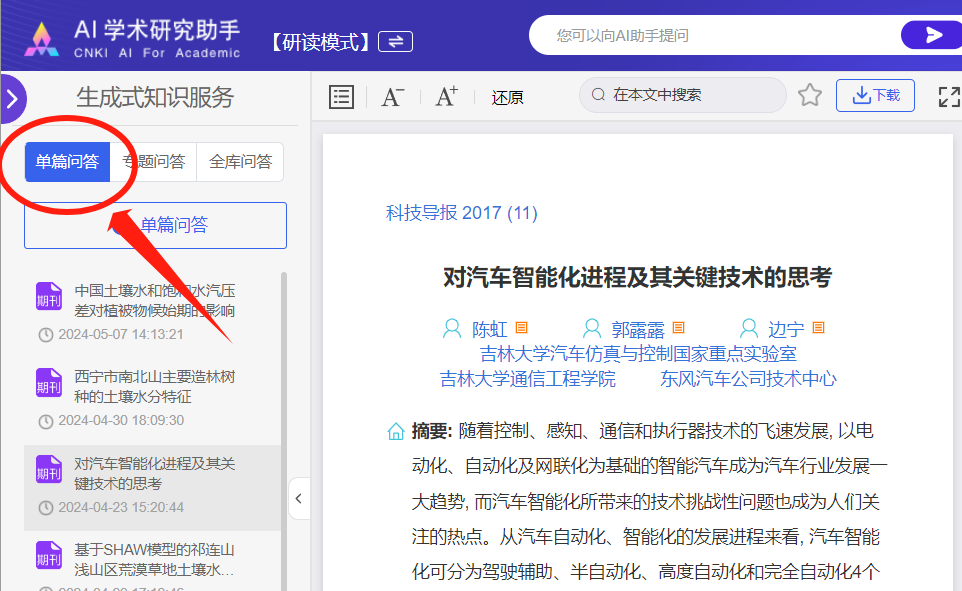 AI 学术研究助手
CNKI AI For Academic
【研读模式】
您可以向AI助手提问
生成式知识服务
A−
A+
还原
在本文中搜索
下载
单篇问答
专题问答
全库问答
单篇问答
中国土壤水和饱和水汽压
差对植被物候始期的影响
期刊
2024-05-07 14:13:21
西宁市南北山主要造林树
种的土壤水分特征
期刊
2024-04-30 18:09:30
对汽车智能化进程及其关
键技术的思考
期刊
2024-04-23 15:20:44
基于SHAW模型的祁连山
浅山区荒漠草地土壤水...
期刊
科技导报 2017 (11)
对汽车智能化进程及其关键技术的思考
陈虹 郭露露 边宁
吉林大学汽车仿真与控制国家重点实验室
吉林大学通信工程学院 东风汽车公司技术中心
摘要: 随着控制、感知、通信和执行器技术的飞速发展, 以电
动化、自动化及网联化为基础的智能汽车成为汽车行业发展一
大趋势, 而汽车智能化所带来的技术挑战性问题也成为人们关
注的热点。从汽车自动化、智能化的发展进程来看, 汽车智能
化可分为驾驶辅助、半自动化、高度自动化和完全自动化4个